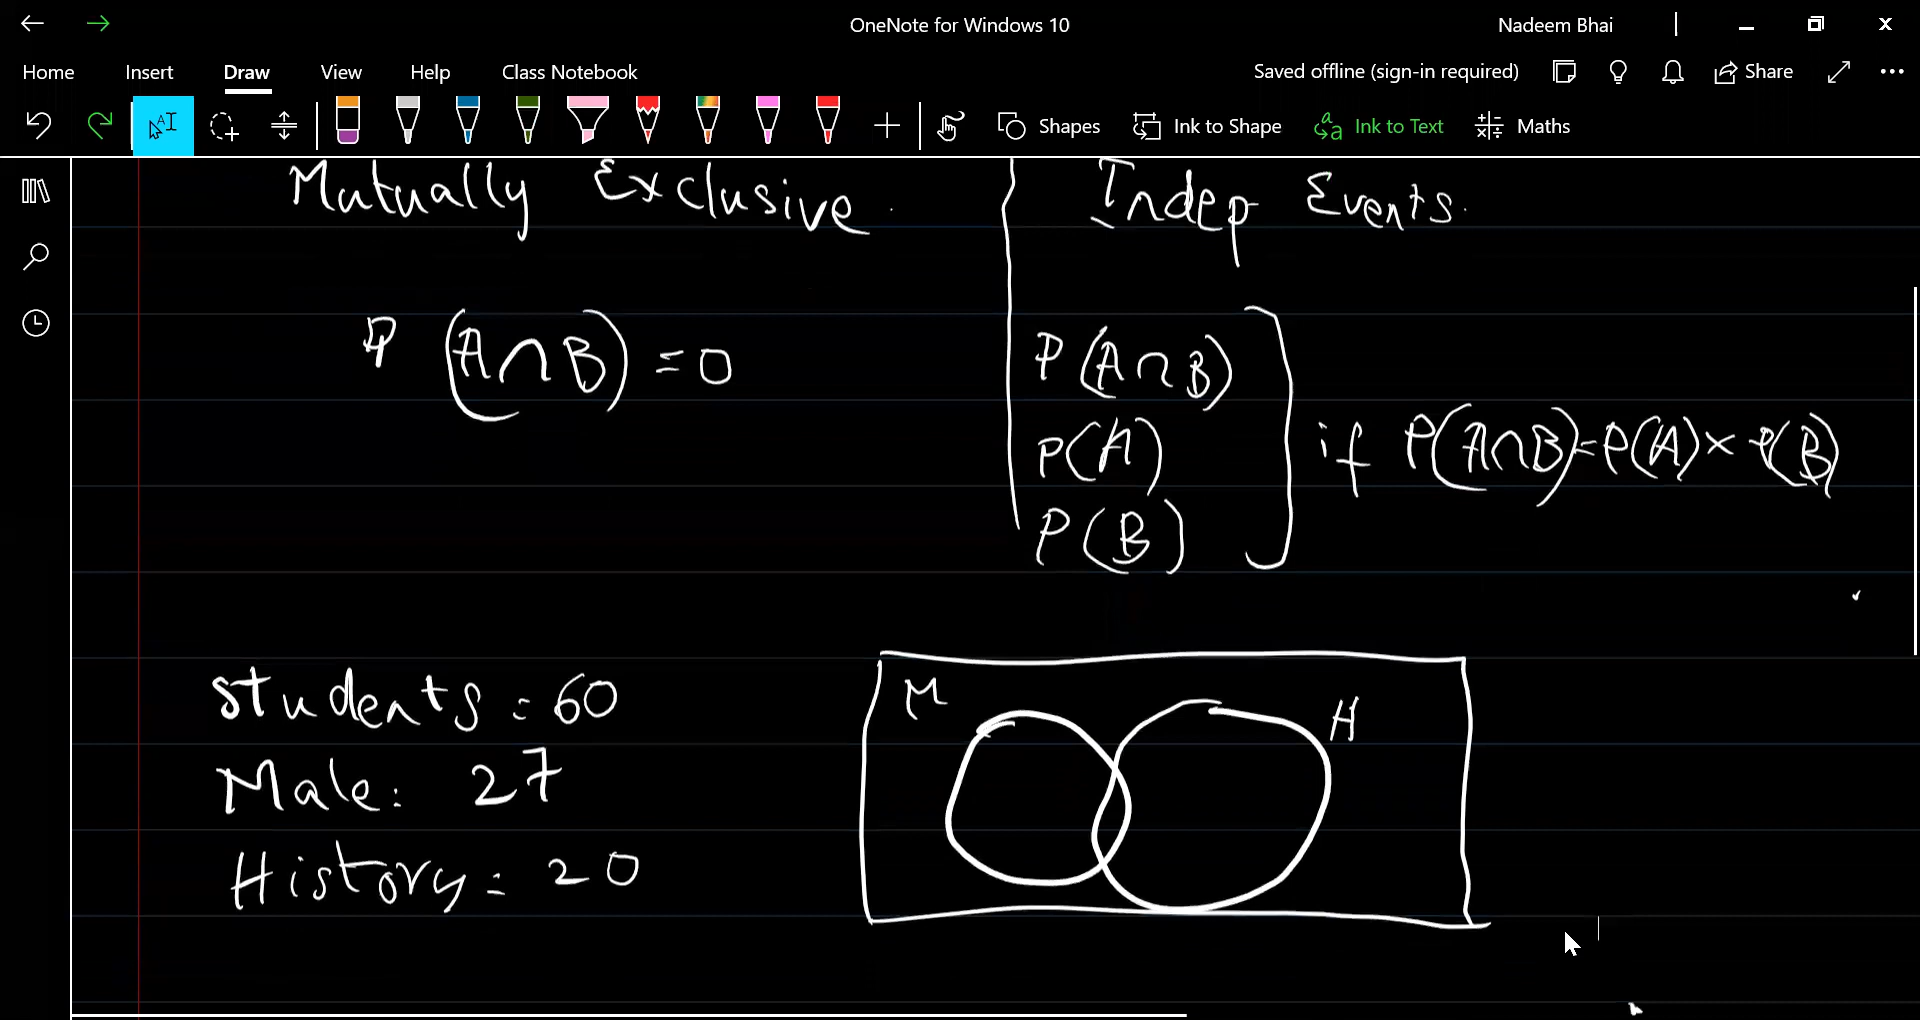 OneNote for Windows 10
Nadeem Bhai
Home Insert Draw View Help Class Notebook
Saved offline (sign-in required) Share
Shapes Ink to Shape Ink to Text Maths
Mutually Exclusive
P (A∩B) = 0
Indep Events.
P(A∩B)
P(A)
P(B)
if P(A∩B)=P(A)× P(B)
Students = 60
Male: 27
History = 20
M
H